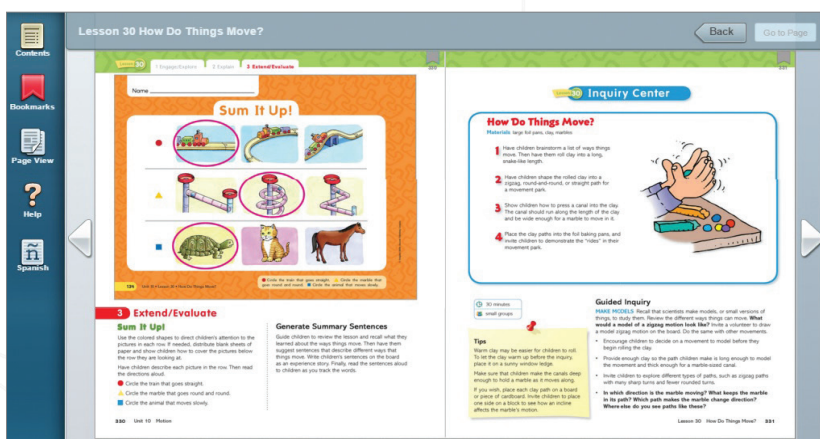 Lesson 30 How Do Things Move?
Back
Go to Page
Contents
Bookmarks
Page View
Help
Spanish
Lesson 30
1 Engage/Explore
2 Explain
3 Extend/Evaluate
Name
Sum It Up!
Circle the train that goes straight. Circle the marble that
goes round and round. Circle the animal that moves slowly.
3 Extend/Evaluate
Sum It Up!
Use the colored shapes to direct children's attention to the
pictures in each row. If needed, distribute blank sheets of
paper and show children how to cover the pictures below
the row they are looking at.
Have children describe each picture in the row. Then read
the directions aloud.
Circle the train that goes straight.
Circle the marble that goes round and round.
Circle the animal that moves slowly.
Generate Summary Sentences
Guide children to review the lesson and recall what they
learned about the ways things move. Then have them
suggest sentences that describe different ways that
things move. Write children's sentences on the board
as an experience story. Finally, read the sentences aloud
to children as you track the words.
330 Unit 10 Motion
331
Lesson 30 Inquiry Center
How Do Things Move?
Materials large foil pans, clay, marbles
1 Have children brainstorm a list of ways things
move. Then have them roll clay into a long,
snake-like length.
2 Have children shape the rolled clay into a
zigzag, round-and-round, or straight path for
a movement park.
3 Show children how to press a canal into the clay.
The canal should run along the length of the clay
and be wide enough for a marble to move in it.
4 Place the clay paths into the foil baking pans, and
invite children to demonstrate the "rides" in their
movement park.
30 minutes
small groups
Tips
Warm clay may be easier for children to roll.
To let the clay warm up before the inquiry,
place it on a sunny window ledge.
Make sure that children make the canals deep
enough to hold a marble as it moves along.
If you wish, place each clay path on a board
or piece of cardboard. Invite children to place
one side on a block to see how an incline
affects the marble's motion.
Guided Inquiry
MAKE MODELS Recall that scientists make models, or small versions of
things, to study them. Review the different ways things can move. What
would a model of a zigzag motion look like? Invite a volunteer to draw
a model zigzag motion on the board. Do the same with other movements.
• Encourage children to decide on a movement to model before they
begin rolling the clay.
• Provide enough clay so the path children make is long enough to model
the movement and thick enough for a marble-sized canal.
• Invite children to explore different types of paths, such as zigzag paths
with many sharp turns and fewer rounded turns.
• In which direction is the marble moving? What keeps the marble
in its path? Which path makes the marble change direction?
Where else do you see paths like these?
Lesson 30 How Do Things Move? 331